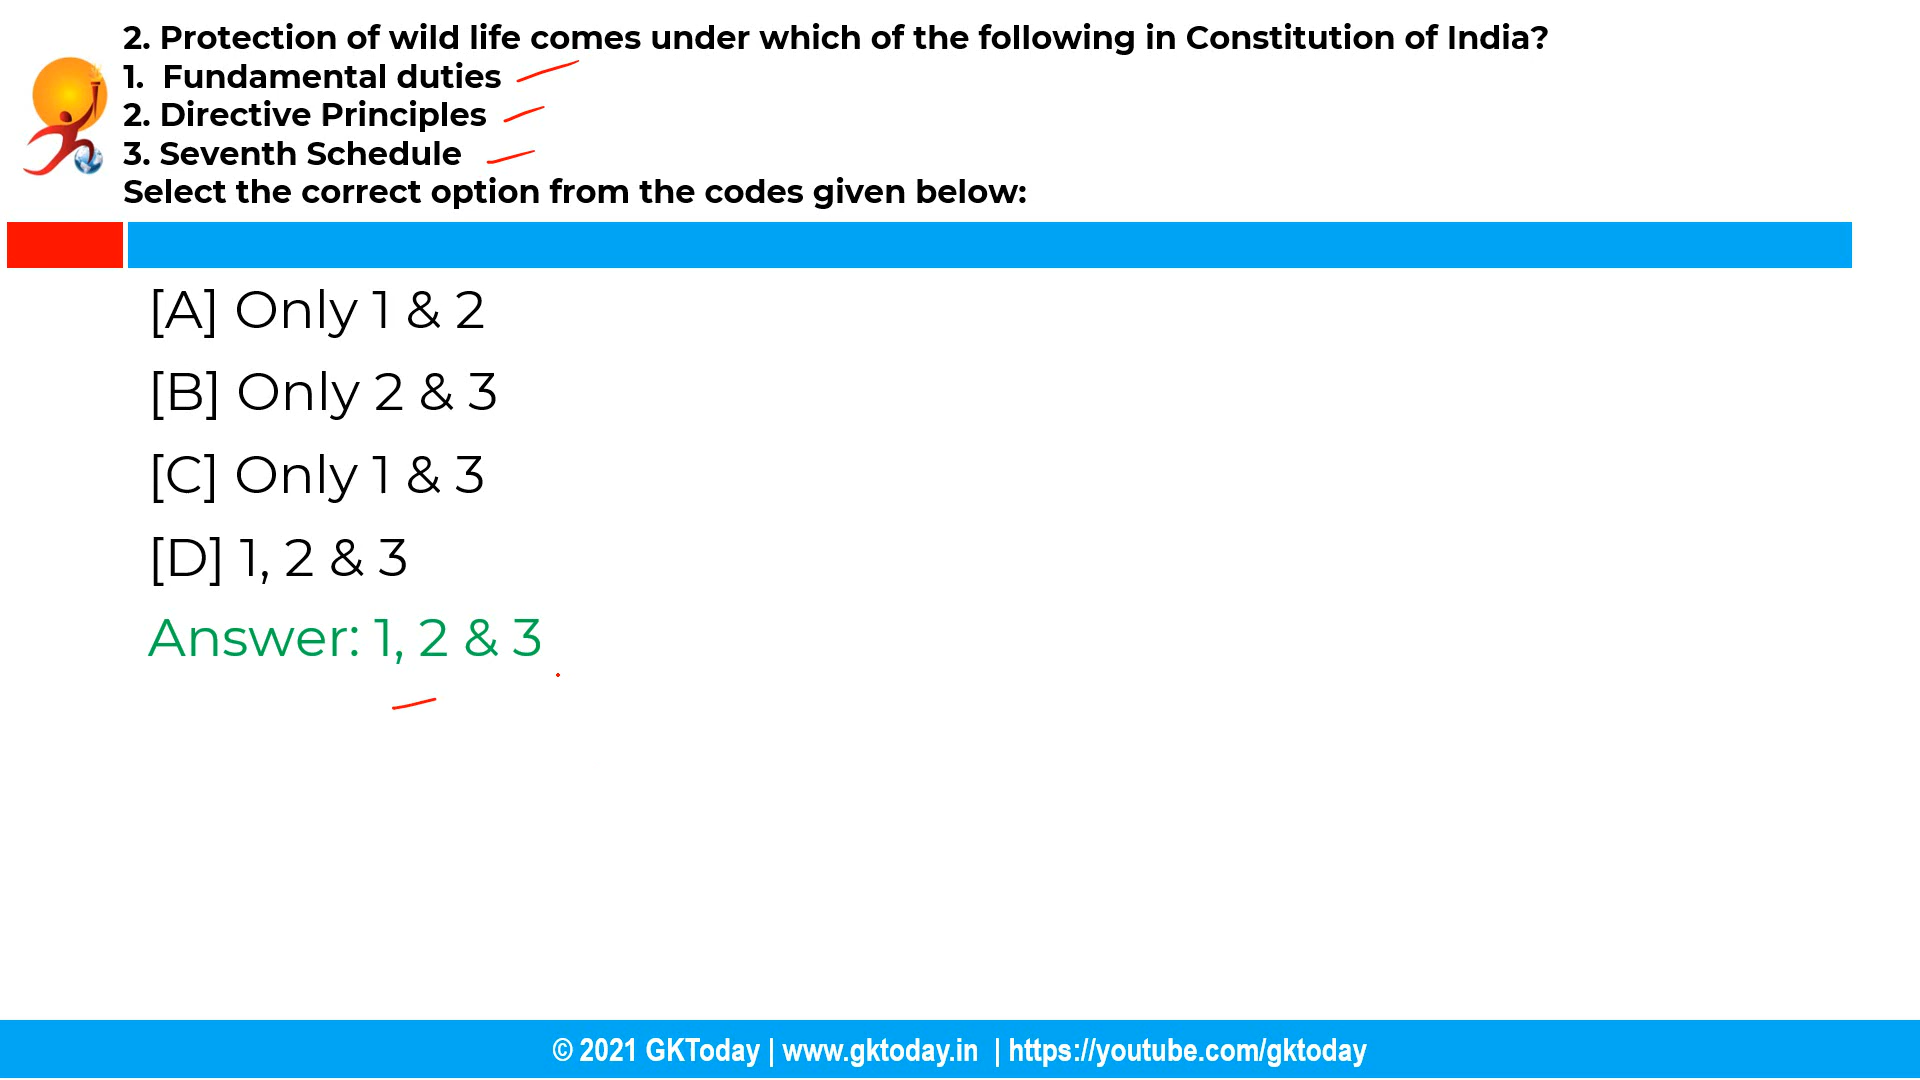 2. Protection of wild life comes under which of the following in Constitution of India?
1. Fundamental duties
2. Directive Principles
3. Seventh Schedule
Select the correct option from the codes given below:
[A] Only 1 & 2
[B] Only 2 & 3
[C] Only 1 & 3
[D] 1, 2 & 3
Answer: 1, 2 & 3
© 2021 GKToday | www.gktoday.in | https://youtube.com/gktoday